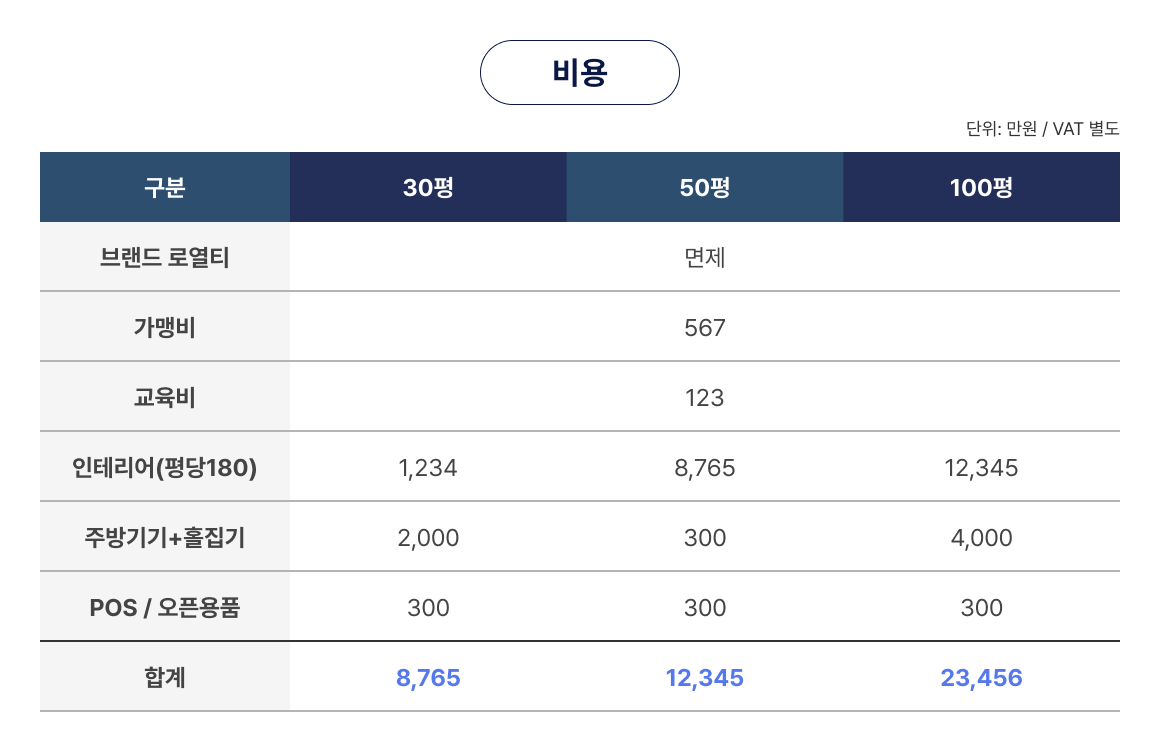 비용
단위: 만원 / VAT 별도
구분 30평 50평 100평
브랜드 로열티 면제
가맹비 567
교육비 123
인테리어(평당180) 1,234 8,765 12,345
주방기기+홀집기 2,000 300 4,000
POS / 오픈용품 300 300 300
합계 8,765 12,345 23,456